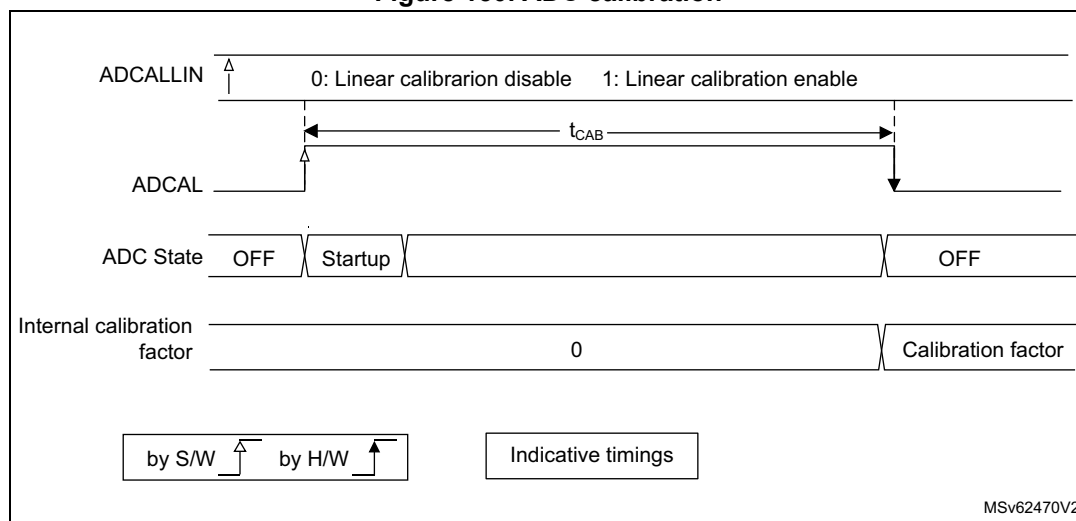 ADCALLIN
0: Linear calibrarion disable 1: Linear calibration enable
tCAB
ADCAL
ADC State OFF Startup OFF
Internal calibration factor 0 Calibration factor
by S/W by H/W Indicative timings
MSv62470V2